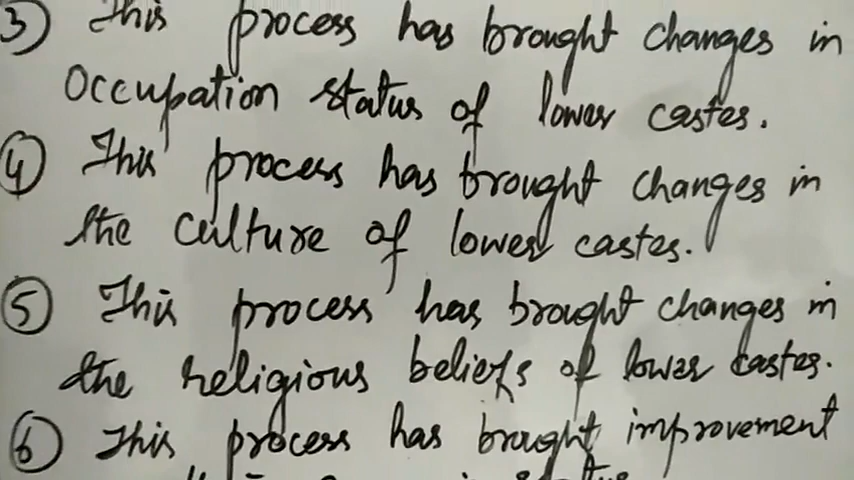 3) This process has brought changes in
Occupation status of lower castes.
4) This process has brought changes in
the culture of lower castes.
5) This process has brought changes in
the religious beliefs of lower castes.
6) This process has brought improvement